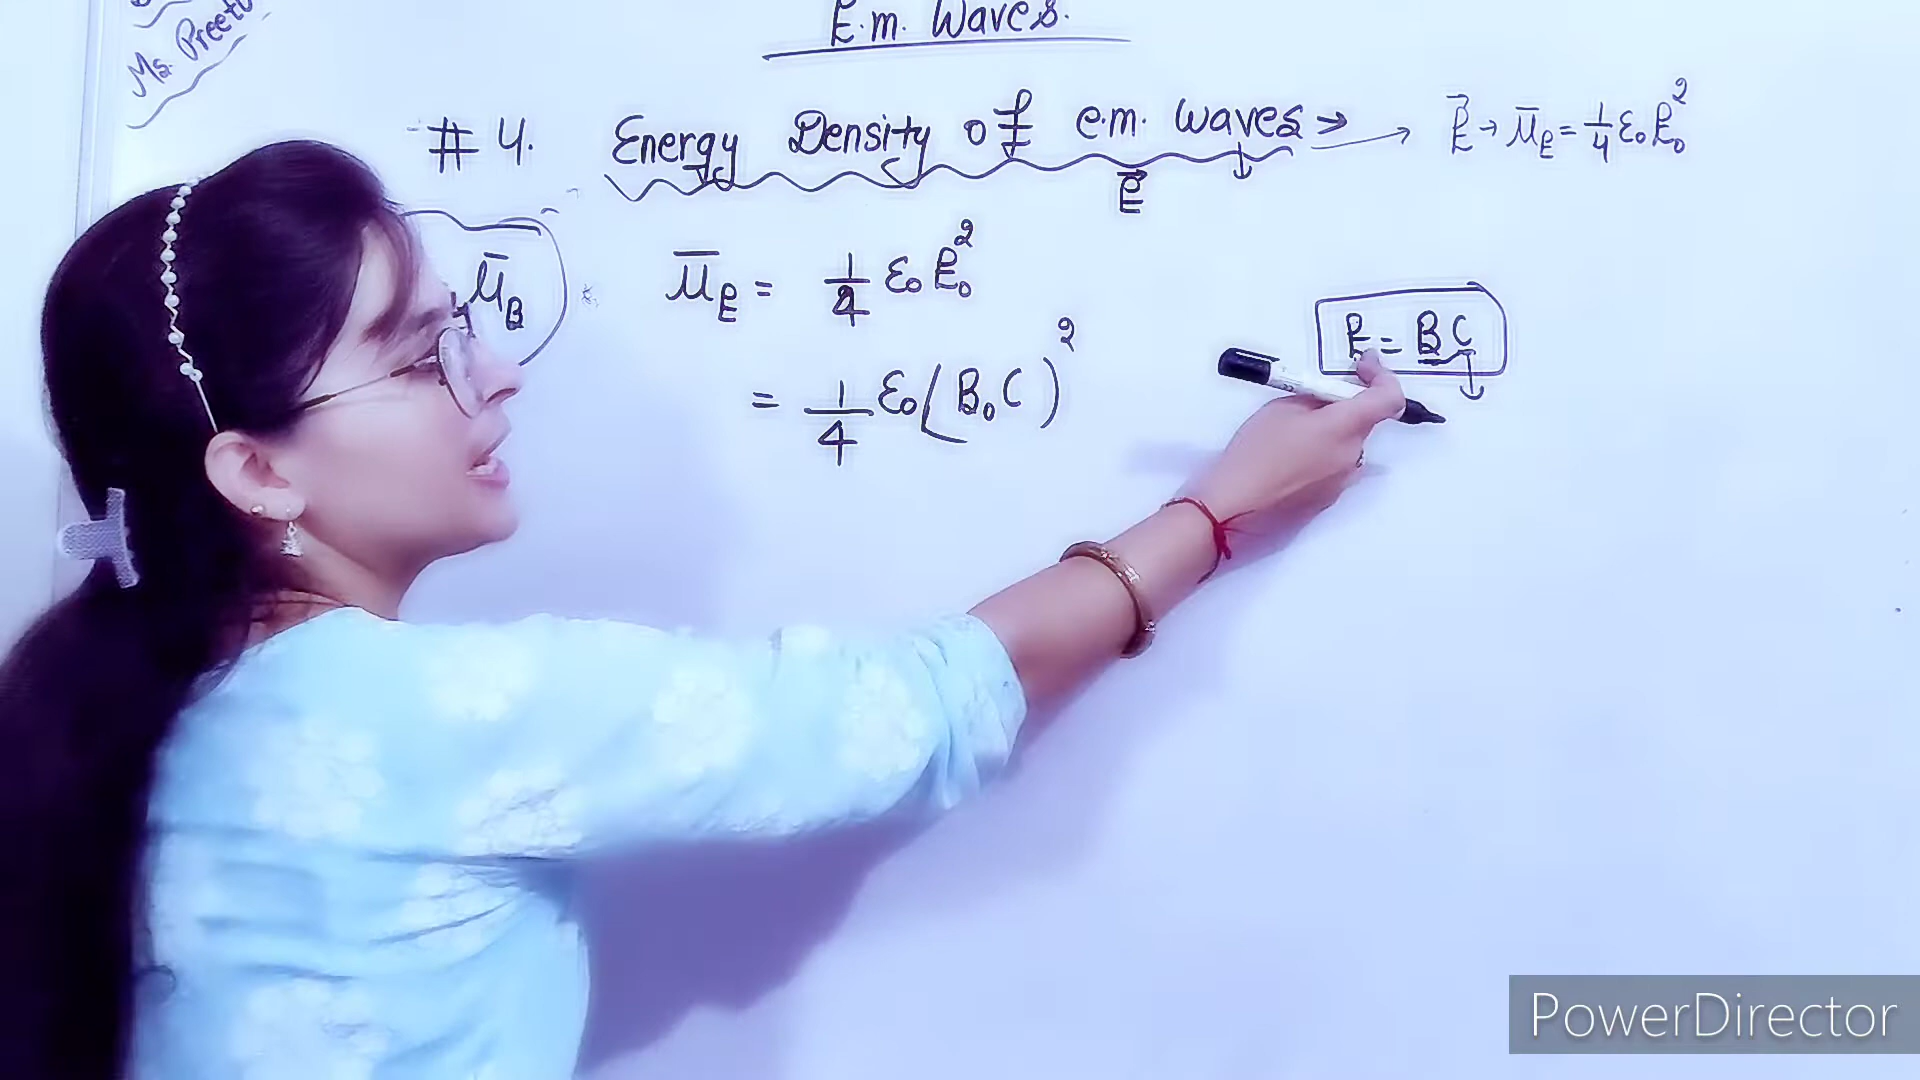 Ms. Preeti
E.m. Waves.
#4. Energy Density of e.m. waves → → E⃗ → ū_E = 1/4 ε₀E₀²
E⃗
ū_B ū_E = 1/4 ε₀E₀²
E = BC
= 1/4 ε₀(B₀C)²
PowerDirector